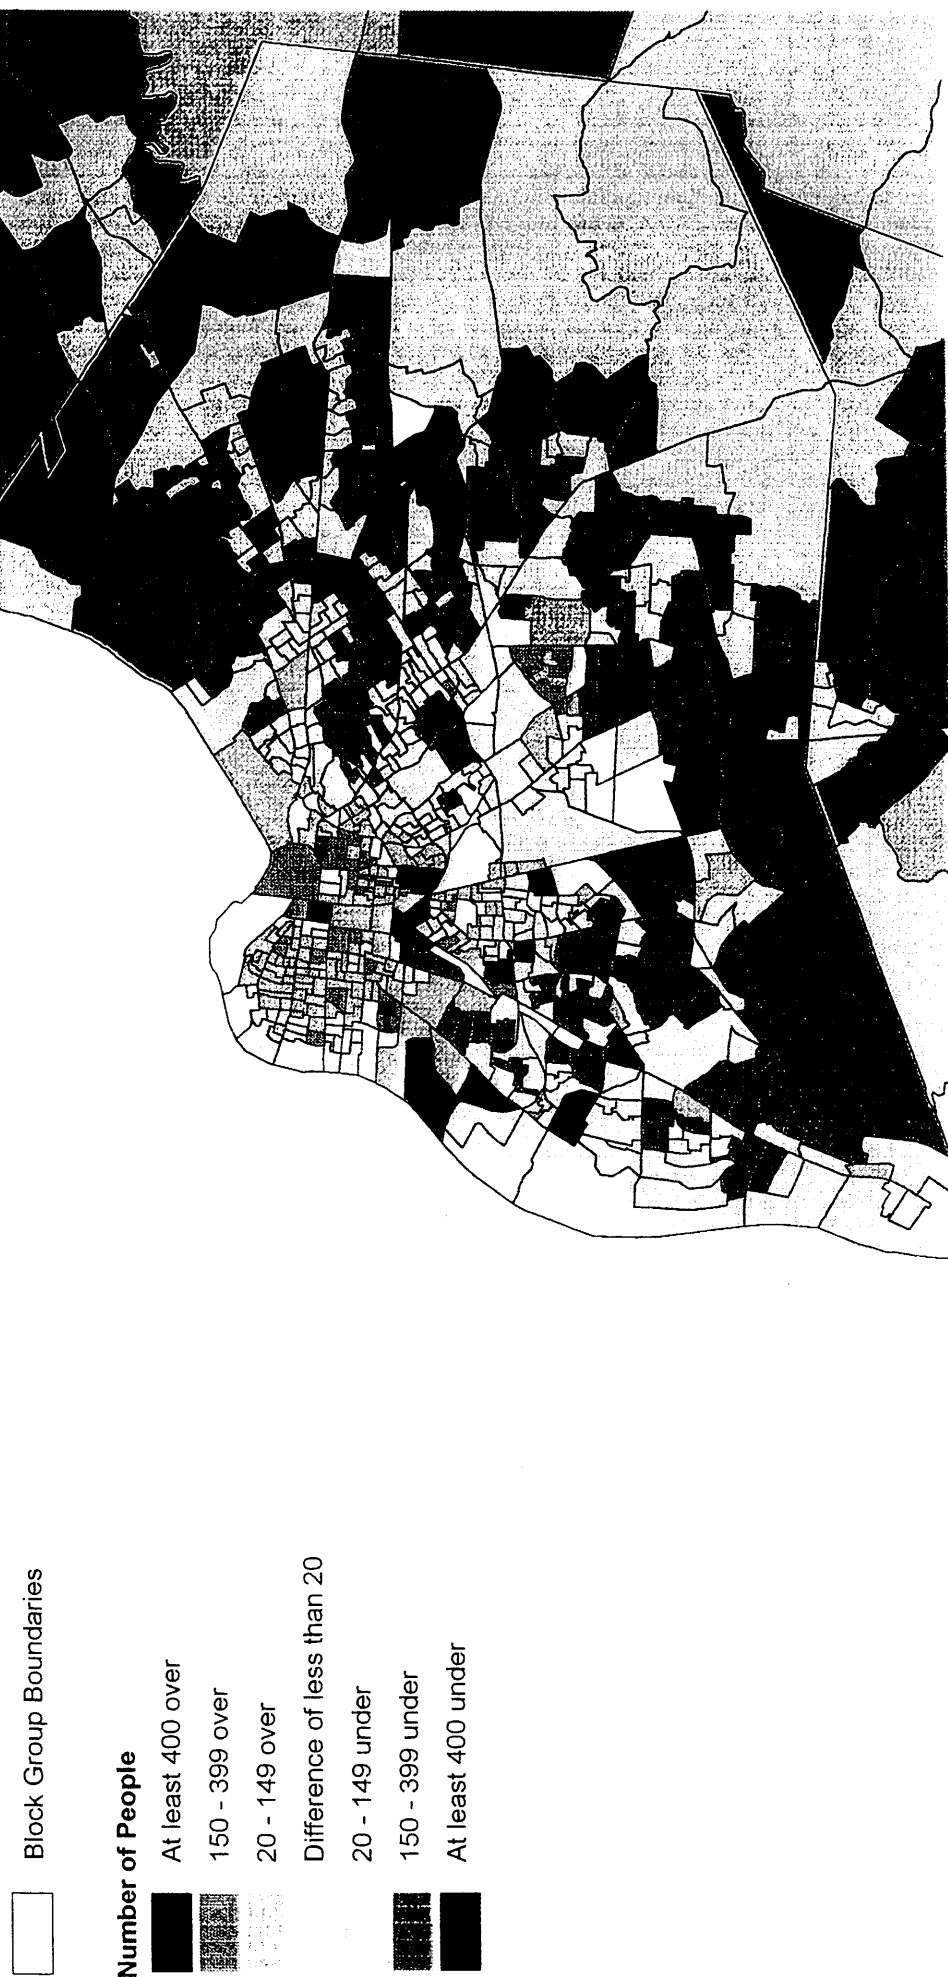 Block Group Boundaries
Number of People
At least 400 over
150 - 399 over
20 - 149 over
Difference of less than 20
20 - 149 under
150 - 399 under
At least 400 under